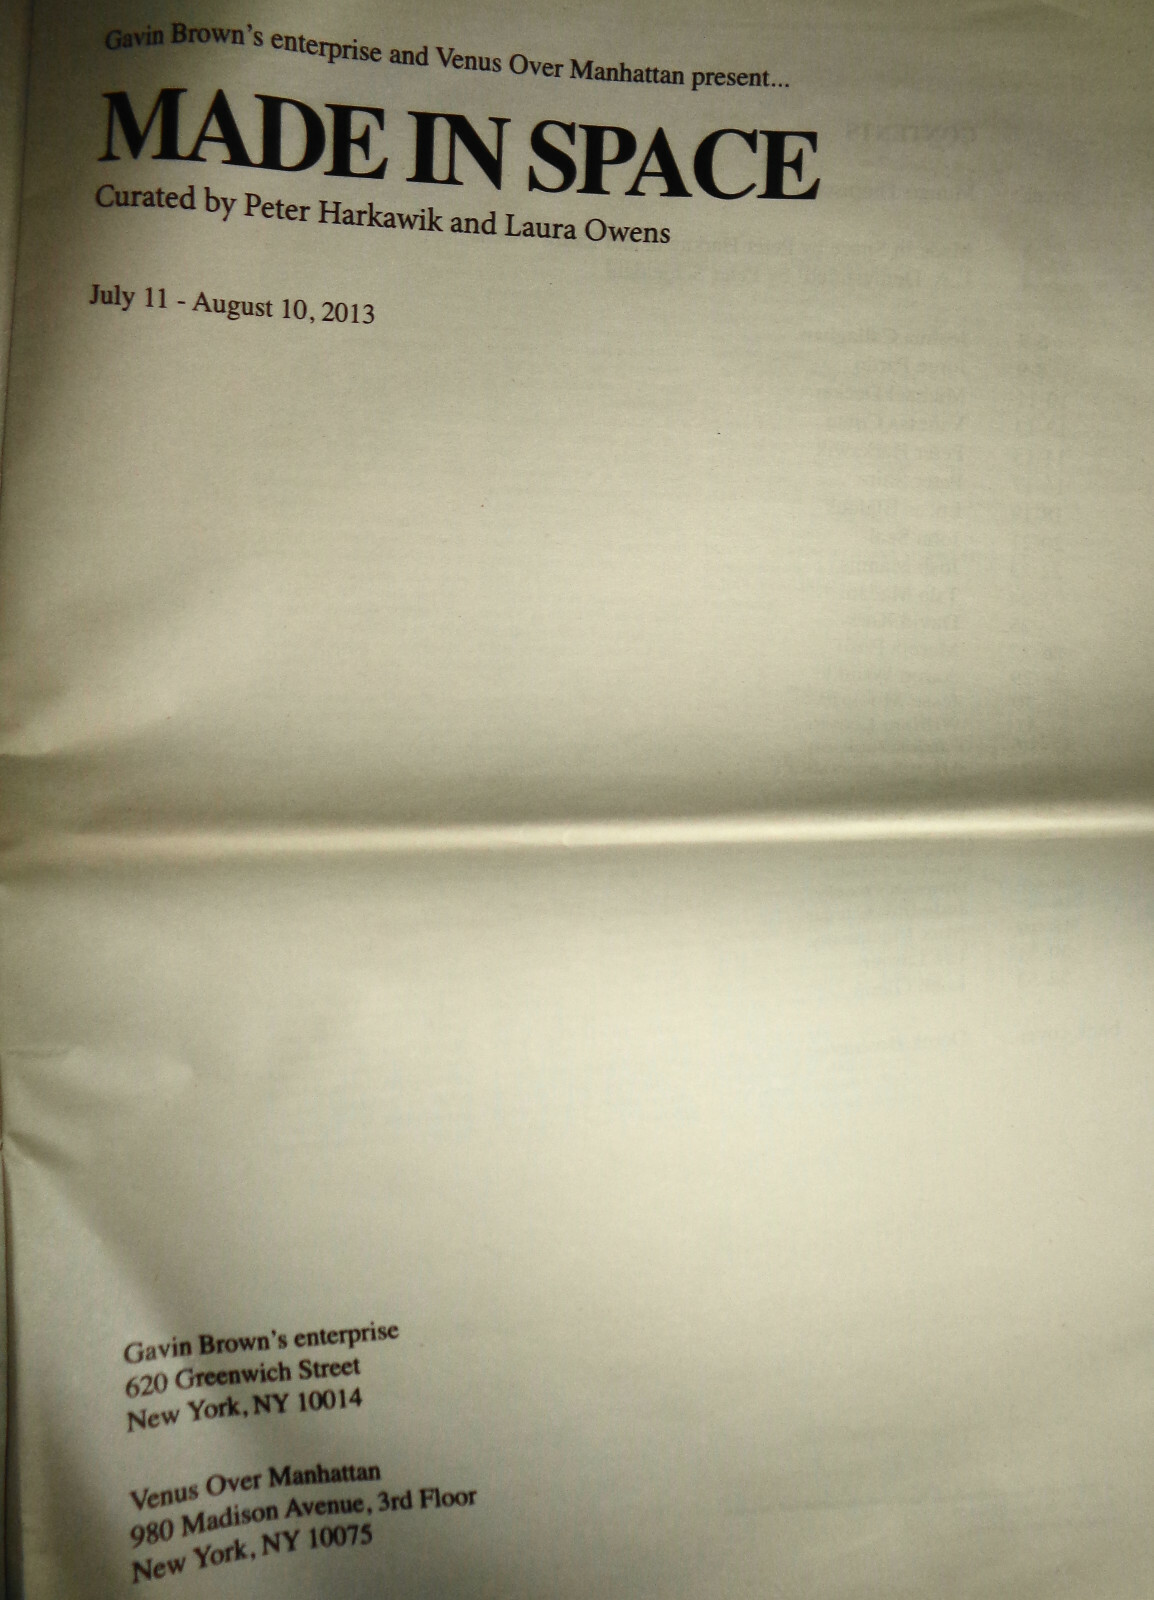 Gavin Brown's enterprise and Venus Over Manhattan present...
MADE IN SPACE
Curated by Peter Harkawik and Laura Owens
July 11 - August 10, 2013
Gavin Brown's enterprise
620 Greenwich Street
New York, NY 10014
Venus Over Manhattan
980 Madison Avenue, 3rd Floor
New York, NY 10075